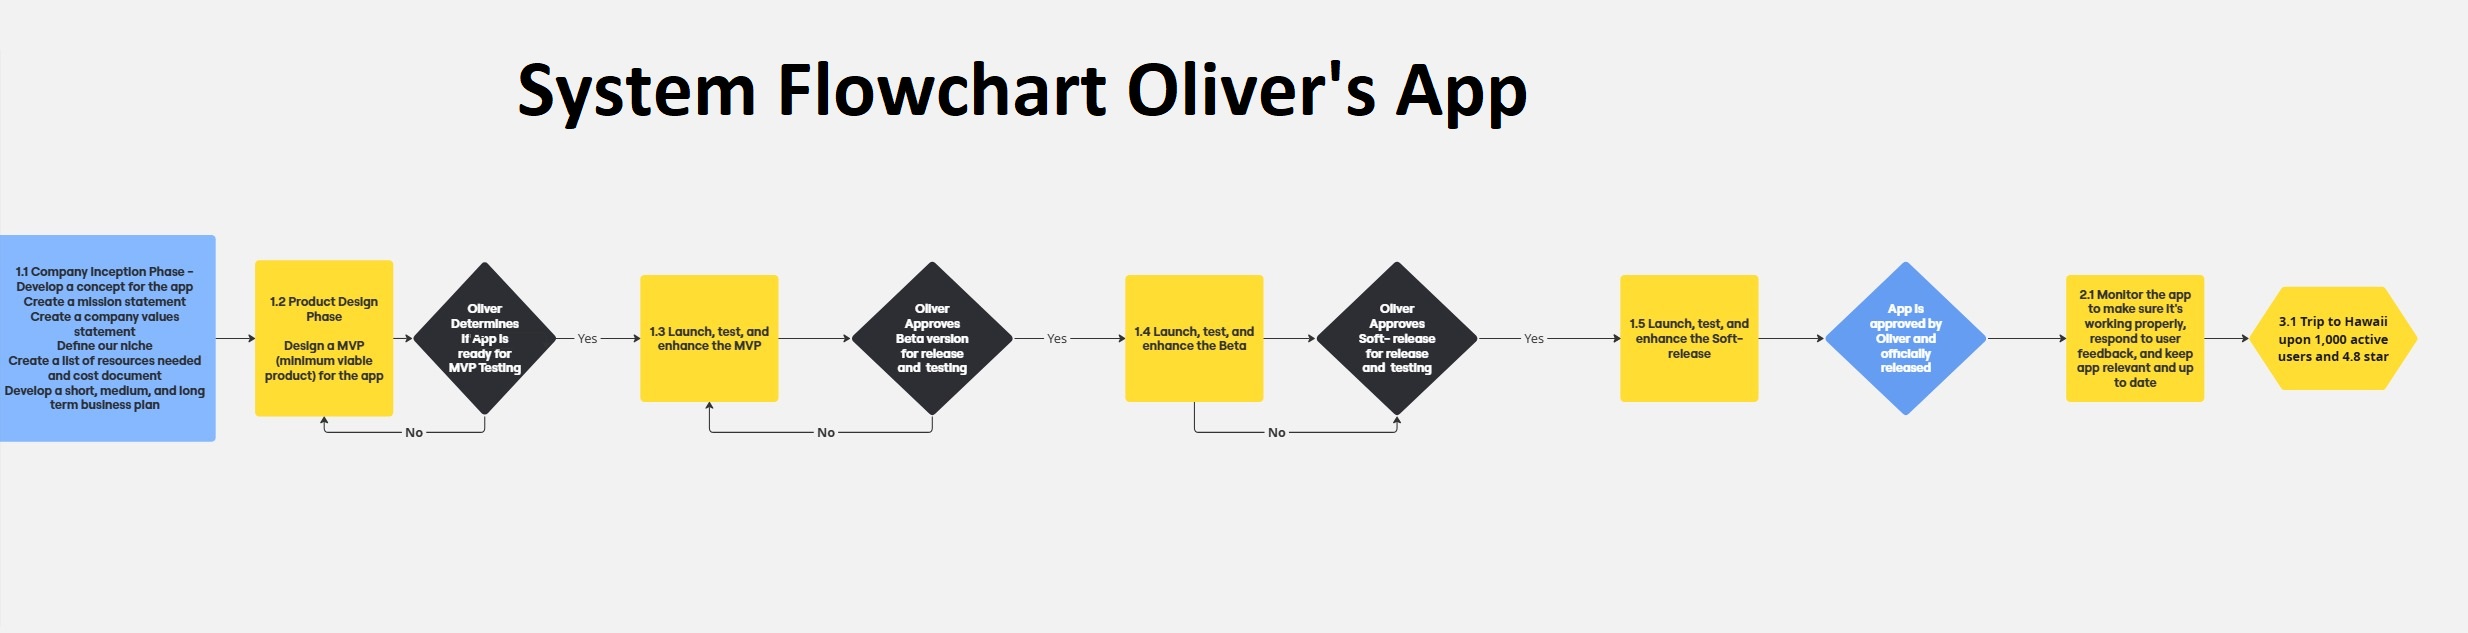 System Flowchart Oliver's App
1.1 Company Inception Phase -
Develop a concept for the app
Create a mission statement
Create a company values
statement
Define our niche
Create a list of resources needed
and cost document
Develop a short, medium, and long
term business plan
1.2 Product Design
Phase
Design a MVP
(minimum viable
product) for the app
Oliver
Determines
if App is
ready for
MVP Testing
Yes
No
1.3 Launch, test, and
enhance the MVP
Oliver
Approves
Beta version
for release
and testing
Yes
No
1.4 Launch, test, and
enhance the Beta
Oliver
Approves
Soft- release
for release
and testing
Yes
No
1.5 Launch, test, and
enhance the Soft-
release
App is
approved by
Oliver and
officially
released
2.1 Monitor the app
to make sure it's
working properly,
respond to user
feedback, and keep
app relevant and up
to date
3.1 Trip to Hawaii
upon 1,000 active
users and 4.8 star